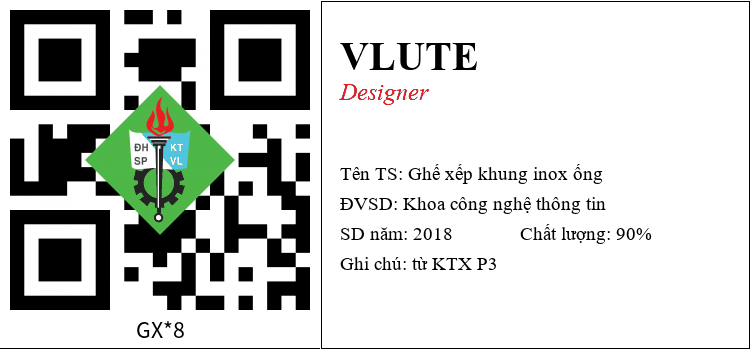 ĐH KT
SP VL
GX*8
VLUTE
Designer
Tên TS: Ghế xếp khung inox ống
ĐVSD: Khoa công nghệ thông tin
SD năm: 2018 Chất lượng: 90%
Ghi chú: từ KTX P3